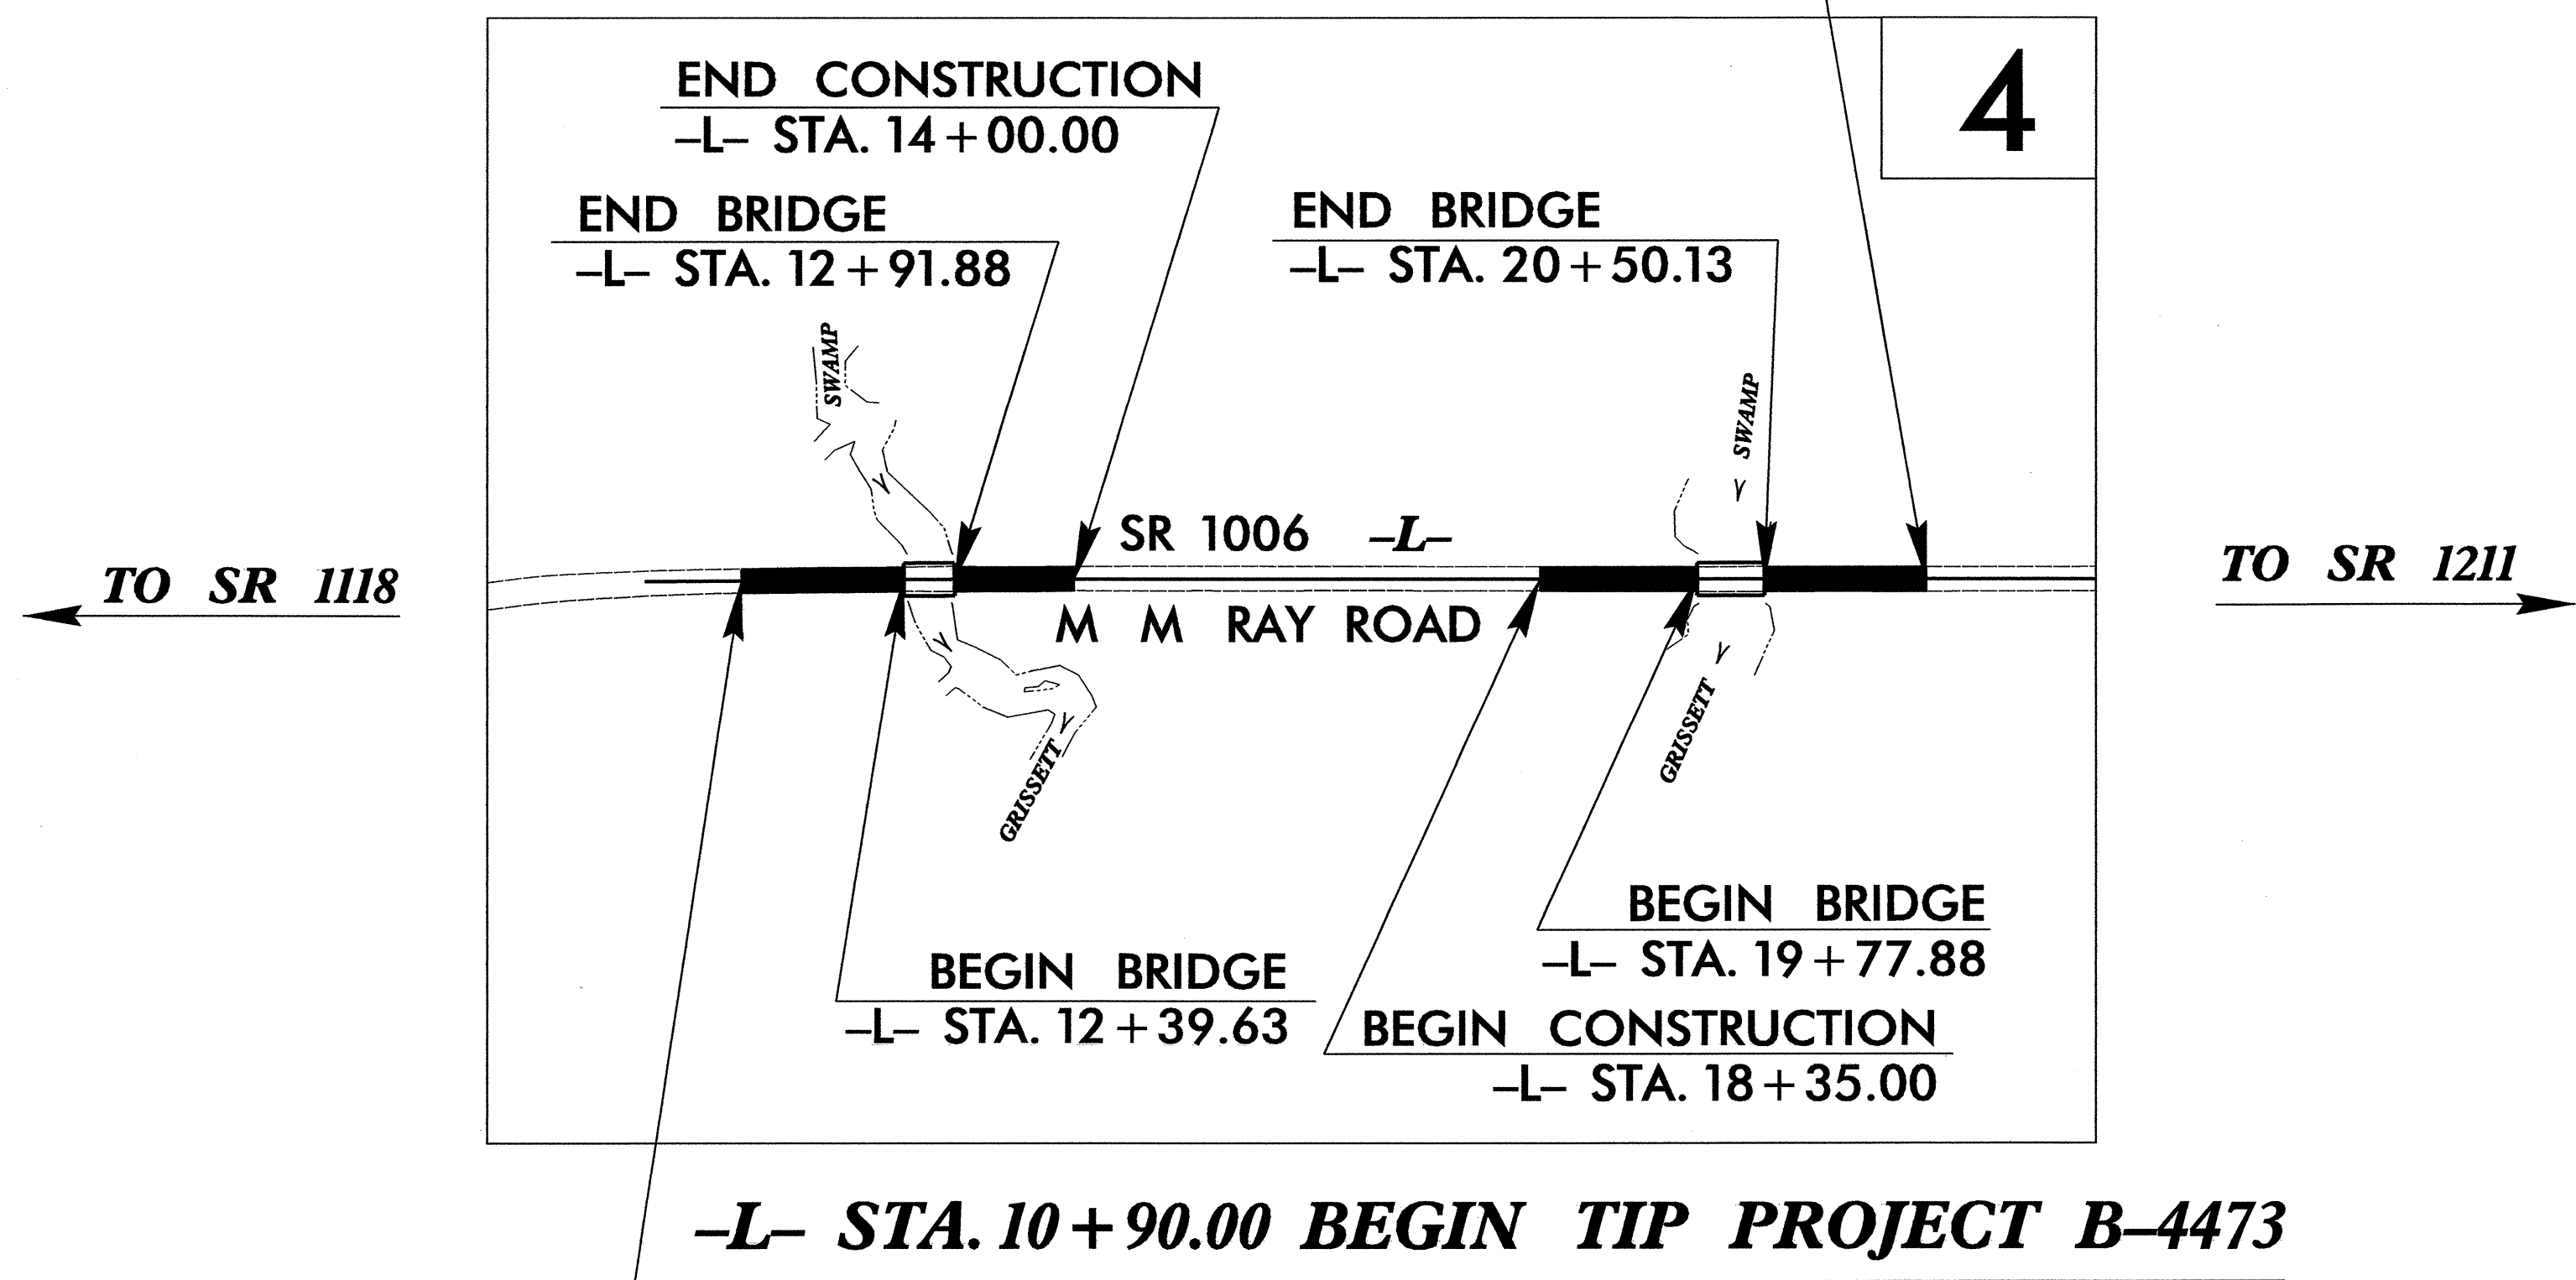 4
END CONSTRUCTION
-L- STA. 14+00.00
END BRIDGE
-L- STA. 12+91.88
END BRIDGE
-L- STA. 20+50.13
SWAMP
SWAMP
SR 1006 -L-
TO SR 1118
TO SR 1211
M M RAY ROAD
GRISSETT
GRISSETT
BEGIN BRIDGE
-L- STA. 19+77.88
BEGIN BRIDGE
-L- STA. 12+39.63
BEGIN CONSTRUCTION
-L- STA. 18+35.00
-L- STA. 10+90.00 BEGIN TIP PROJECT B-4473